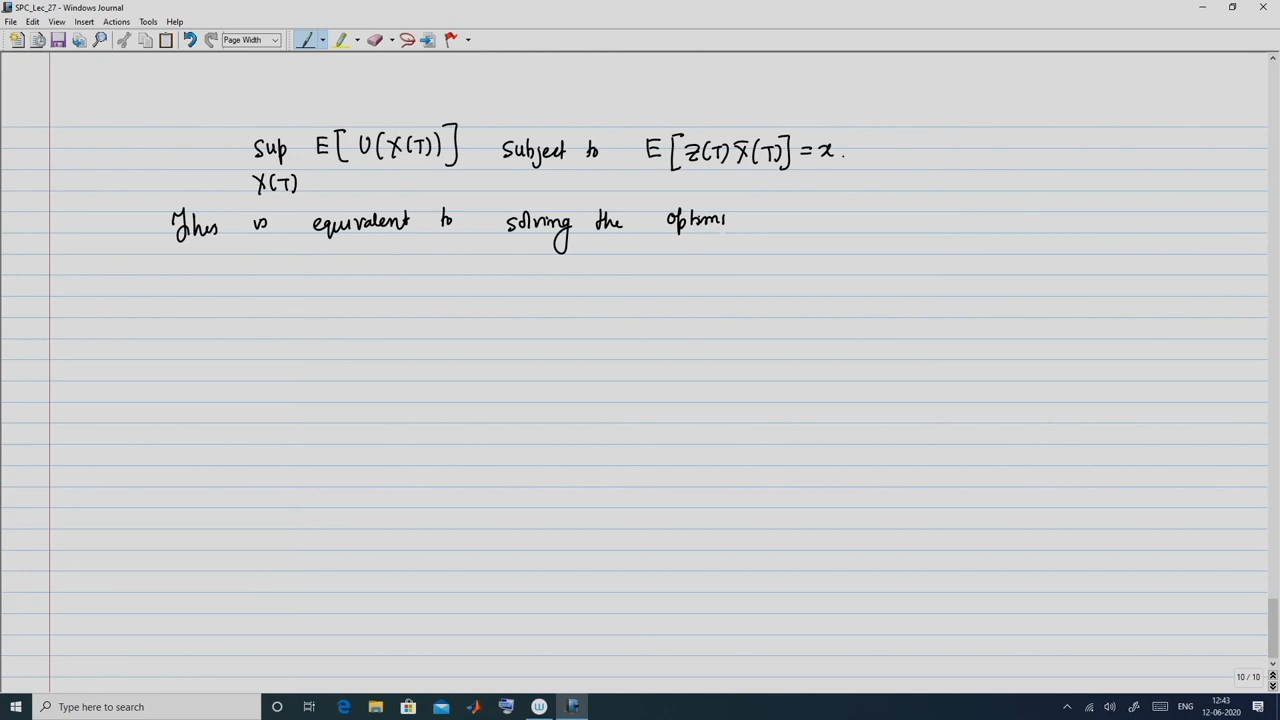 SPC_Lec_27 - Windows Journal
File Edit View Insert Actions Tools Help
Page Width
Sup E[U(X(T))] Subject to E[Z(T) X̄(T)] = x.
X(T)
This is equivalent to solving the optimi
10 / 10
Type here to search
ENG
12:43
12-06-2020